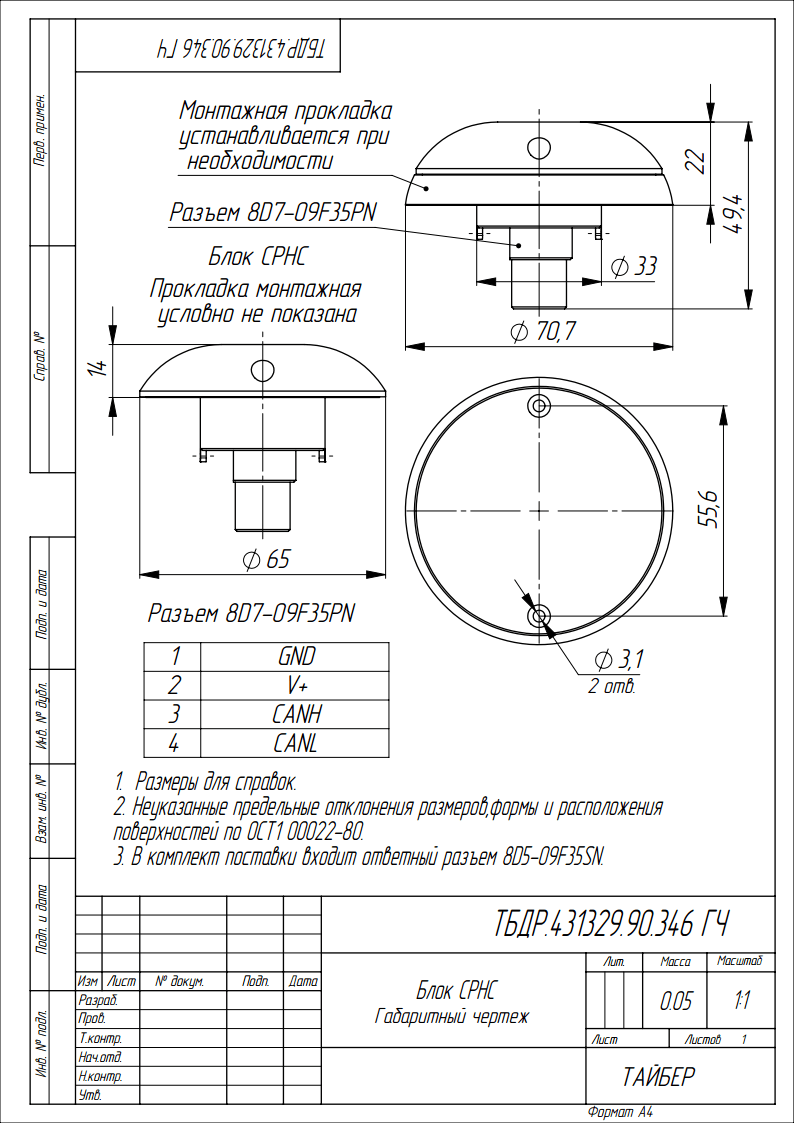 ТБДР.431329.90.346 ГЧ
Перв. примен.
Справ. №
Подп. и дата
Инв. № дубл.
Взам. инв. №
Подп. и дата
Инв. № подл.
Монтажная прокладка
устанавливается при
необходимости
Разъем 8D7-09F35PN
Блок СРНС
Прокладка монтажная
условно не показана
22
49,4
⌀ 33
⌀ 70,7
14
⌀ 65
55,6
⌀ 3,1
2 отв.
Разъем 8D7-09F35PN
1 GND
2 V+
3 CANH
4 CANL
1. Размеры для справок.
2. Неуказанные предельные отклонения размеров,формы и расположения
поверхностей по ОСТ1 00022-80.
3. В комплект поставки входит ответный разъем 8D5-09F35SN.
ТБДР.431329.90.346 ГЧ
Изм Лист № докум. Подп. Дата
Разраб.
Пров.
Т.контр.
Нач.отд.
Н.контр.
Утв.
Блок СРНС
Габаритный чертеж
Лит. Масса Масштаб
0.05 1:1
Лист Листов 1
ТАЙБЕР
Формат А4